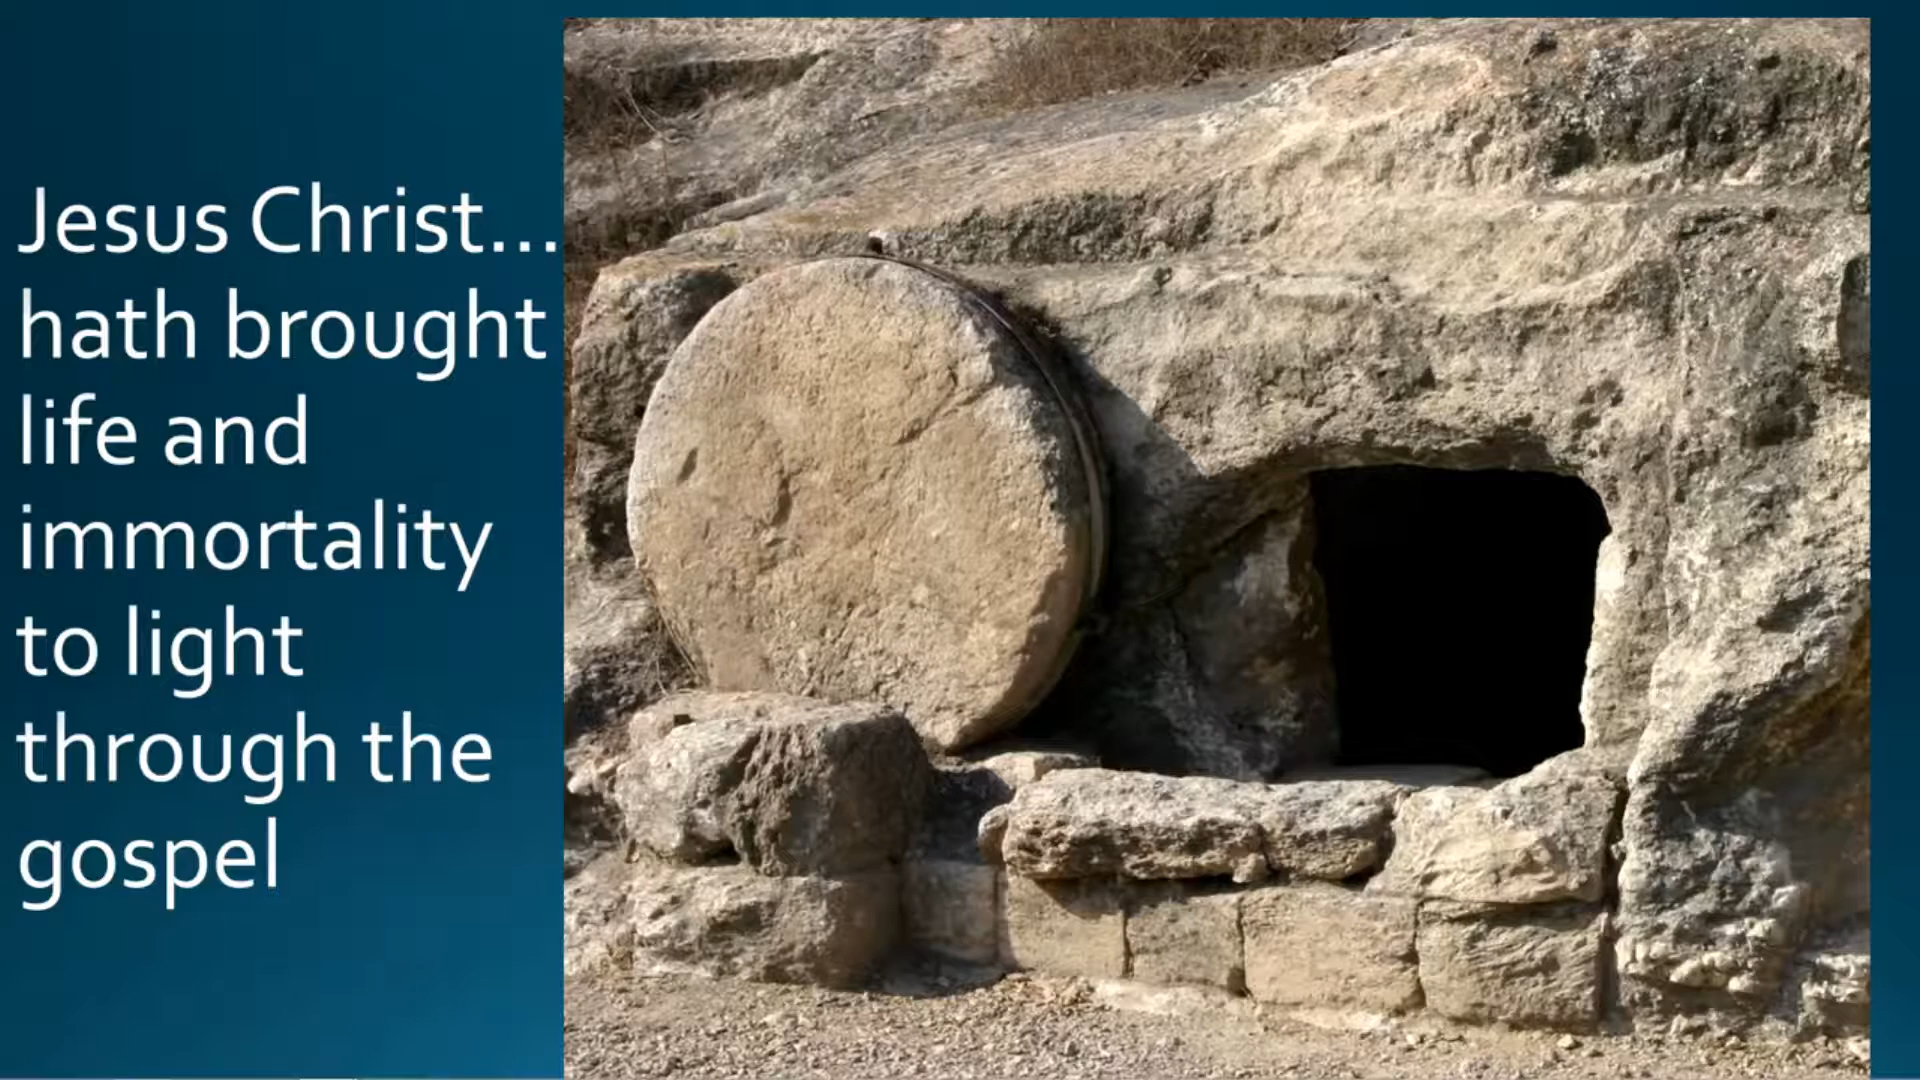 Jesus Christ...
hath brought
life and
immortality
to light
through the
gospel